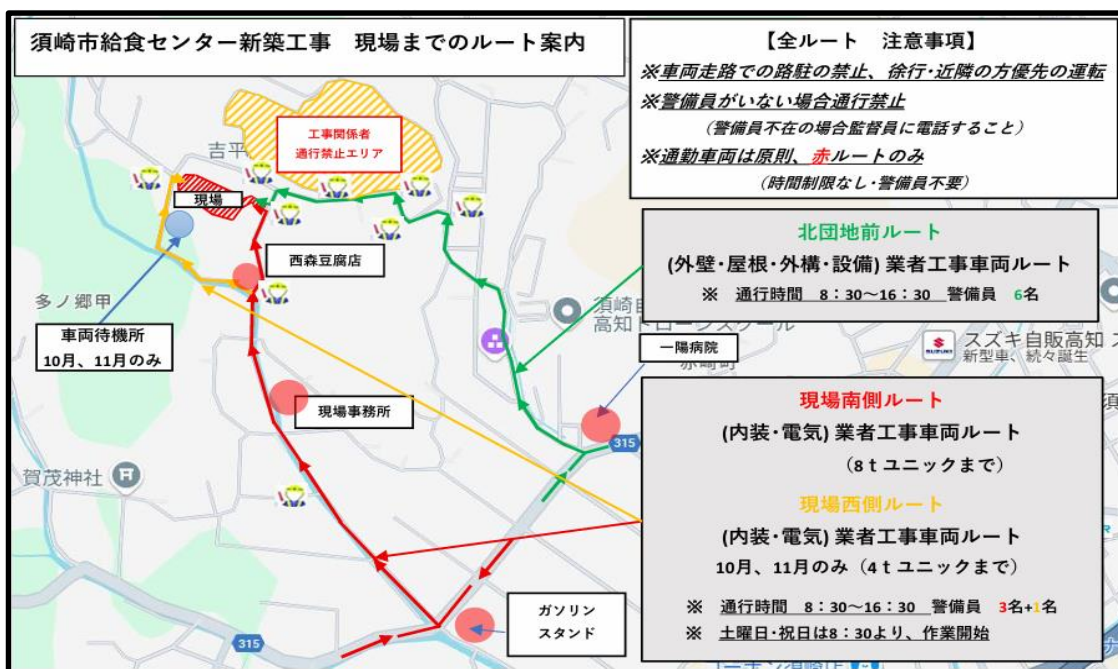 須崎市給食センター新築工事　現場までのルート案内
【全ルート　注意事項】
※車両走路での路駐の禁止、徐行･近隣の方優先の運転
※警備員がいない場合通行禁止
（警備員不在の場合監督員に電話すること）
※通勤車両は原則、赤ルートのみ
（時間制限なし･警備員不要）
工事関係者
通行禁止エリア
吉平
現場
西森豆腐店
多ノ郷甲
車両待機所
10月、11月のみ
現場事務所
賀茂神社
北団地前ルート
(外壁･屋根･外構･設備) 業者工事車両ルート
※　通行時間　8：30～16：30　警備員　6名
須崎自
高知ドローンスクール
一陽病院
スズキ自販高知 ス
新型車、続々誕生
SUZUKI
315
現場南側ルート
(内装･電気) 業者工事車両ルート
（8ｔユニックまで）
現場西側ルート
(内装･電気) 業者工事車両ルート
10月、11月のみ（4ｔユニックまで）
※　通行時間　8：30～16：30　警備員　3名+1名
※　土曜日･祝日は8：30より、作業開始
ガソリン
スタンド
315